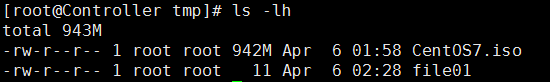 [root@Controller tmp]# ls -lh
total 943M
-rw-r--r-- 1 root root 942M Apr  6 01:58 CentOS7.iso
-rw-r--r-- 1 root root   11 Apr  6 02:28 file01